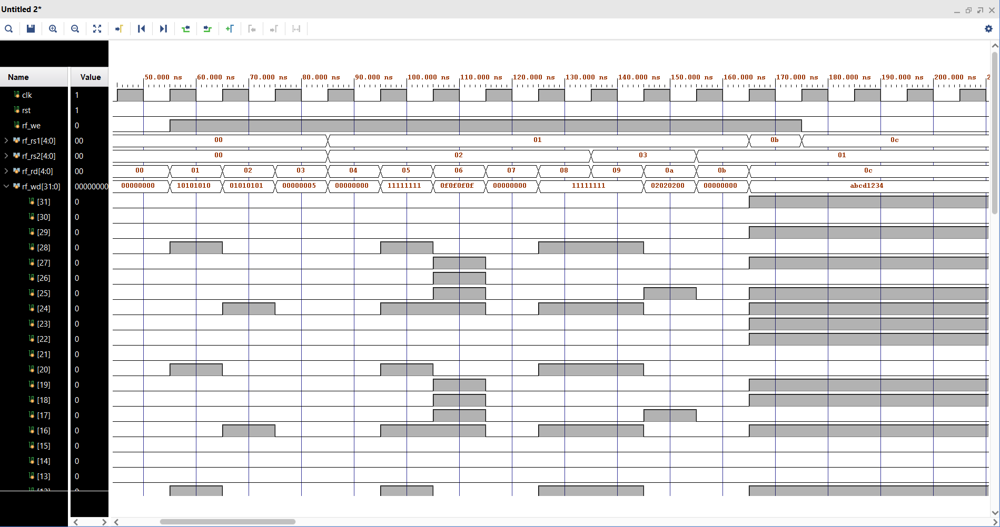 Untitled 2*
50.000 ns 60.000 ns 70.000 ns 80.000 ns 90.000 ns 100.000 ns 110.000 ns 120.000 ns 130.000 ns 140.000 ns 150.000 ns 160.000 ns 170.000 ns 180.000 ns 190.000 ns 200.000 ns 2
Name Value
clk 1
rst 1
rf_we 0
rf_rs1[4:0] 00 00 01 0b 0c
rf_rs2[4:0] 00 00 02 03 01
rf_rd[4:0] 00 00 01 02 03 04 05 06 07 08 09 0a 0b 0c
rf_wd[31:0] 00000000 00000000 10101010 01010101 00000005 00000000 11111111 0f0f0f0f 00000000 11111111 02020200 00000000 abcd1234
[31] 0
[30] 0
[29] 0
[28] 0
[27] 0
[26] 0
[25] 0
[24] 0
[23] 0
[22] 0
[21] 0
[20] 0
[19] 0
[18] 0
[17] 0
[16] 0
[15] 0
[14] 0
[13] 0